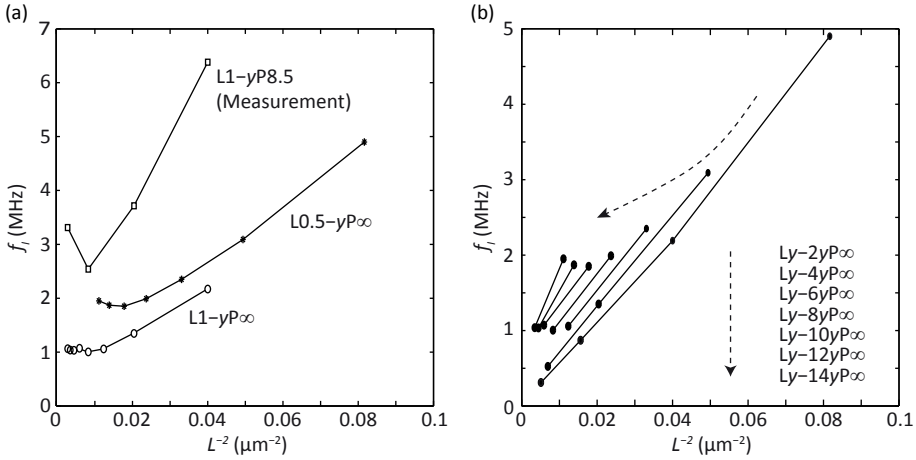 (a)
7
6
5
4
3
2
1
0
f_l (MHz)
0
0.02
0.04
0.06
0.08
0.1
L⁻² (µm⁻²)
L1−yP8.5
(Measurement)
L0.5−yP∞
L1−yP∞
(b)
5
4
3
2
1
0
f_l (MHz)
0
0.02
0.04
0.06
0.08
0.1
L⁻² (µm⁻²)
Ly−2yP∞
Ly−4yP∞
Ly−6yP∞
Ly−8yP∞
Ly−10yP∞
Ly−12yP∞
Ly−14yP∞